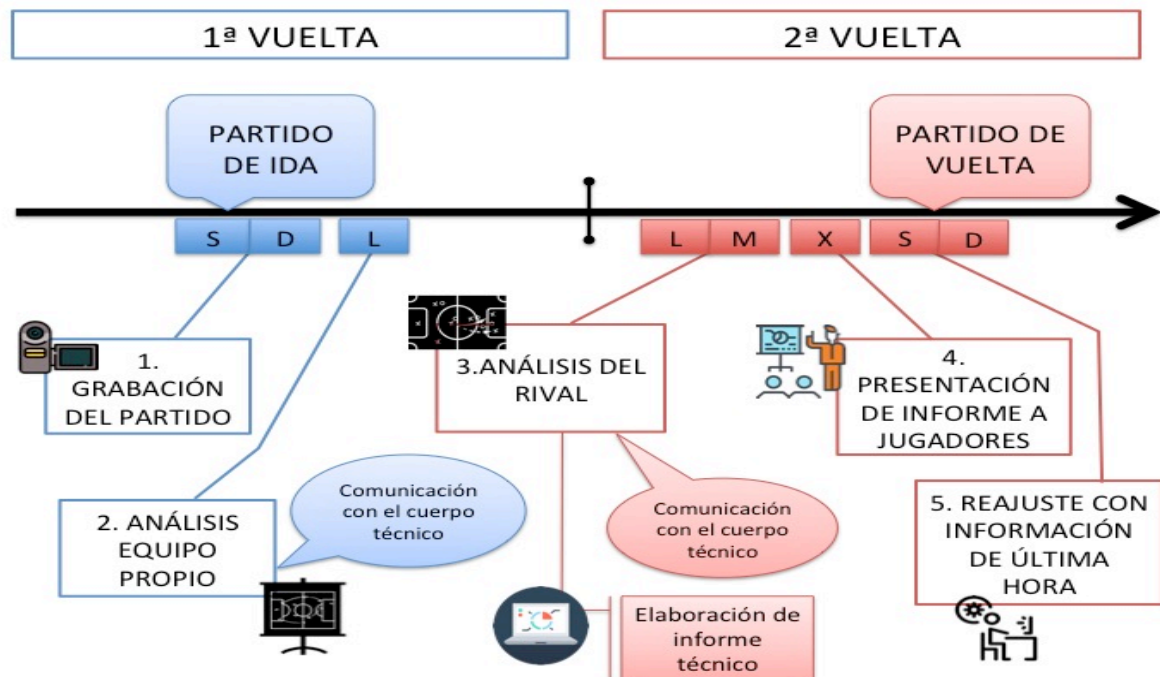 1ª VUELTA
2ª VUELTA
PARTIDO
DE IDA
PARTIDO DE
VUELTA
S D L
L M X S D
1.
GRABACIÓN
DEL PARTIDO
3.ANÁLISIS DEL
RIVAL
4.
PRESENTACIÓN
DE INFORME A
JUGADORES
2. ANÁLISIS
EQUIPO
PROPIO
Comunicación
con el cuerpo
técnico
Comunicación
con el cuerpo
técnico
5. REAJUSTE CON
INFORMACIÓN
DE ÚLTIMA
HORA
Elaboración de
informe
técnico